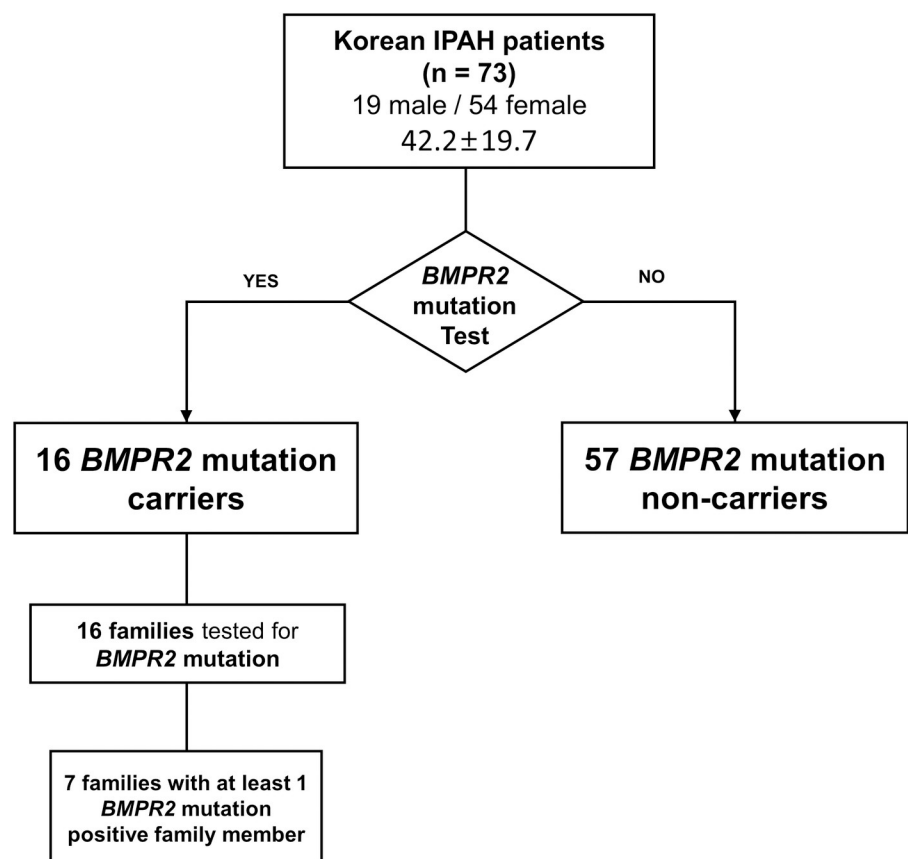 Korean IPAH patients
(n = 73)
19 male / 54 female
42.2±19.7
BMPR2
mutation
Test
YES
NO
16 BMPR2 mutation
carriers
57 BMPR2 mutation
non-carriers
16 families tested for
BMPR2 mutation
7 families with at least 1
BMPR2 mutation
positive family member